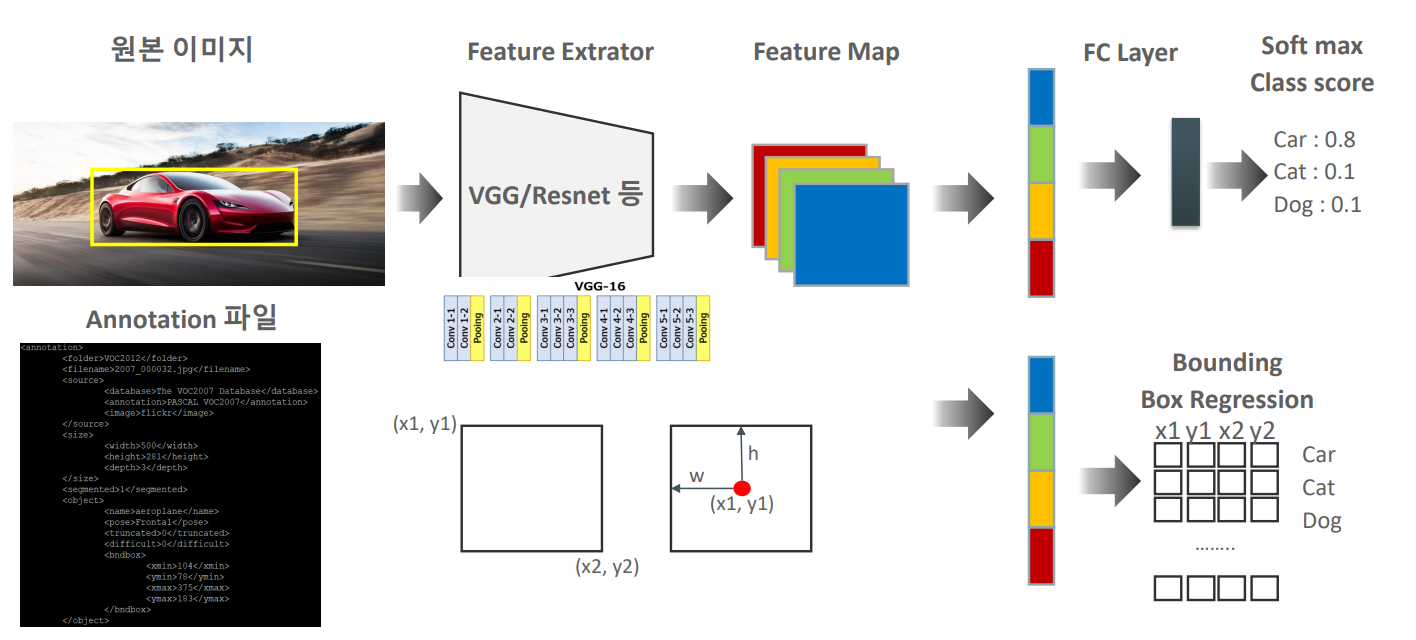 원본 이미지
Feature Extrator
Feature Map
FC Layer
Soft max
Class score
VGG/Resnet 등
Car : 0.8
Cat : 0.1
Dog : 0.1
VGG-16
Conv 1-1
Conv 1-2
Pooing
Conv 2-1
Conv 2-2
Pooing
Conv 3-1
Conv 3-2
Conv 3-3
Pooing
Conv 4-1
Conv 4-2
Conv 4-3
Pooing
Conv 5-1
Conv 5-2
Conv 5-3
Pooing
Annotation 파일
<annotation>
<folder>VOC2012</folder>
<filename>2007_000032.jpg</filename>
<source>
<database>The VOC2007 Database</database>
<annotation>PASCAL VOC2007</annotation>
<image>flickr</image>
</source>
<size>
<width>500</width>
<height>281</height>
<depth>3</depth>
</size>
<segmented>1</segmented>
<object>
<name>aeroplane</name>
<pose>Frontal</pose>
<truncated>0</truncated>
<difficult>0</difficult>
<bndbox>
<xmin>104</xmin>
<ymin>78</ymin>
<xmax>375</xmax>
<ymax>183</ymax>
</bndbox>
</object>
(x1, y1)
(x2, y2)
h
w
(x1, y1)
Bounding
Box Regression
x1 y1 x2 y2
Car
Cat
Dog
........